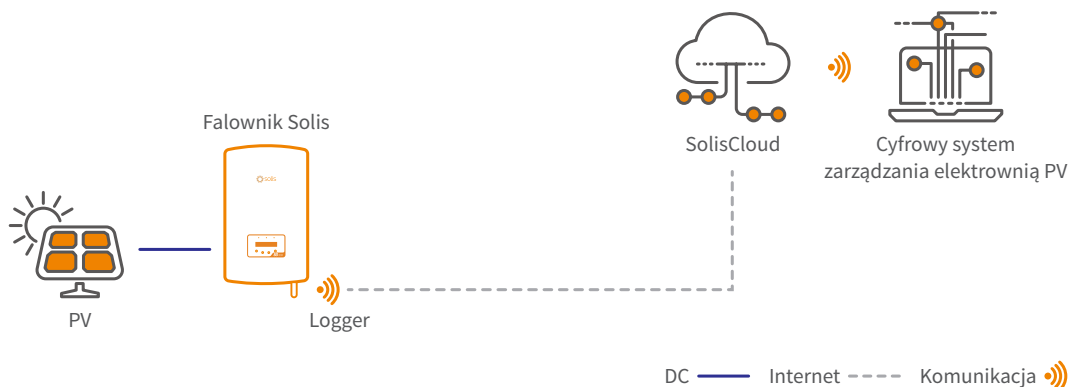 Falownik Solis
solis
PV
Logger
SolisCloud
Cyfrowy system
zarządzania elektrownią PV
DC
Internet
Komunikacja